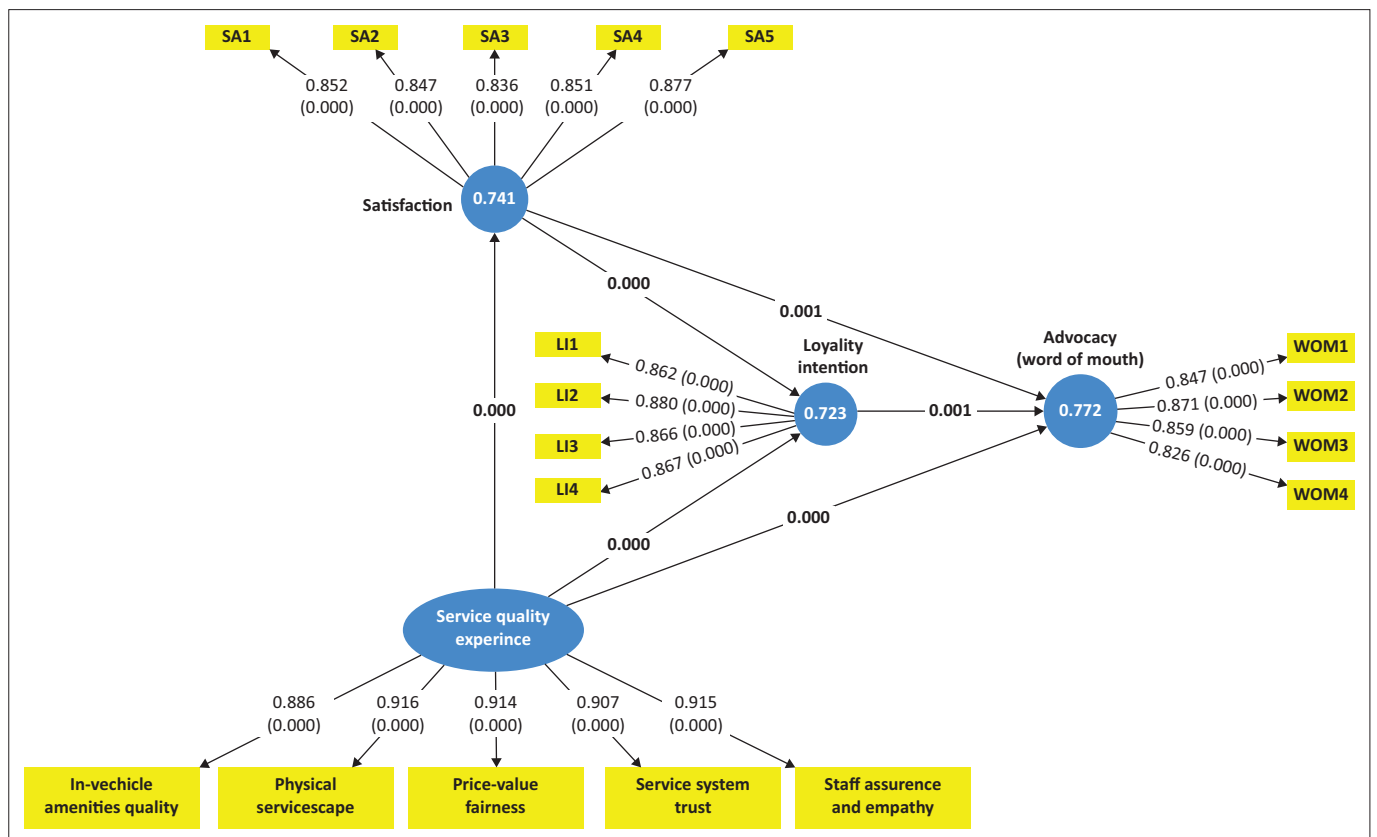 SA1
SA2
SA3
SA4
SA5
0.852
(0.000)
0.847
(0.000)
0.836
(0.000)
0.851
(0.000)
0.877
(0.000)
Satisfaction
0.741
0.000
0.001
0.000
LI1
LI2
LI3
LI4
0.862 (0.000)
0.880 (0.000)
0.866 (0.000)
0.867 (0.000)
Loyality
intention
0.723
0.001
Advocacy
(word of mouth)
0.772
0.847 (0.000)
0.871 (0.000)
0.859 (0.000)
0.826 (0.000)
WOM1
WOM2
WOM3
WOM4
0.000
0.000
Service quality
experince
0.886
(0.000)
0.916
(0.000)
0.914
(0.000)
0.907
(0.000)
0.915
(0.000)
In-vechicle
amenities quality
Physical
servicescape
Price-value
fairness
Service system
trust
Staff assurence
and empathy